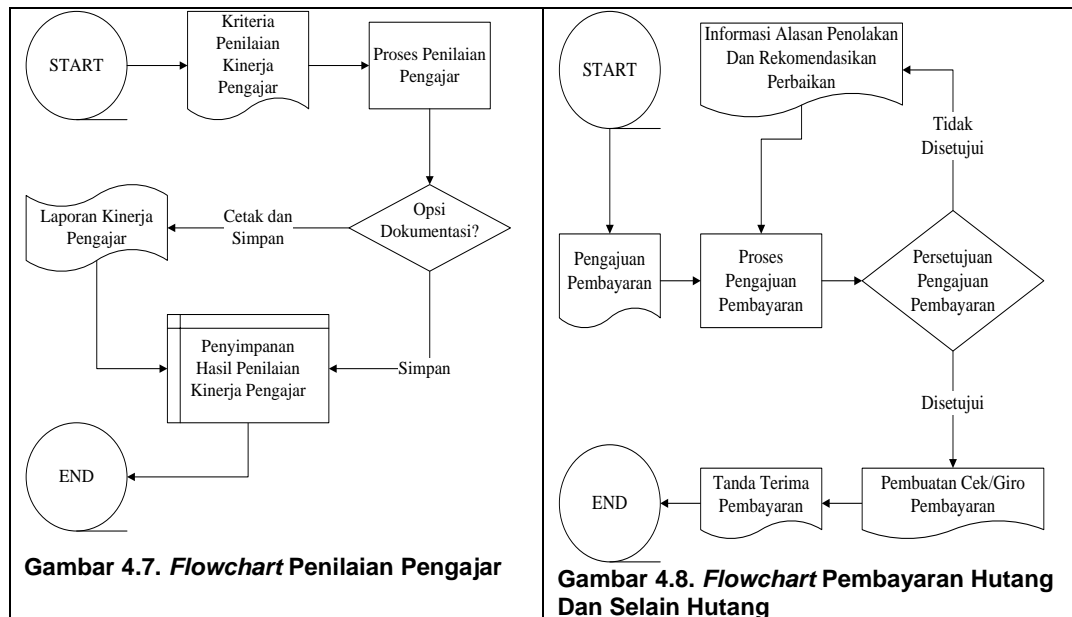 START
Kriteria
Penilaian
Kinerja
Pengajar
Proses Penilaian
Pengajar
Opsi
Dokumentasi?
Cetak dan
Simpan
Laporan Kinerja
Pengajar
Simpan
Penyimpanan
Hasil Penilaian
Kinerja Pengajar
END
Gambar 4.7. Flowchart Penilaian Pengajar
START
Informasi Alasan Penolakan
Dan Rekomendasikan
Perbaikan
Tidak
Disetujui
Pengajuan
Pembayaran
Proses
Pengajuan
Pembayaran
Persetujuan
Pengajuan
Pembayaran
Disetujui
Pembuatan Cek/Giro
Pembayaran
Tanda Terima
Pembayaran
END
Gambar 4.8. Flowchart Pembayaran Hutang
Dan Selain Hutang